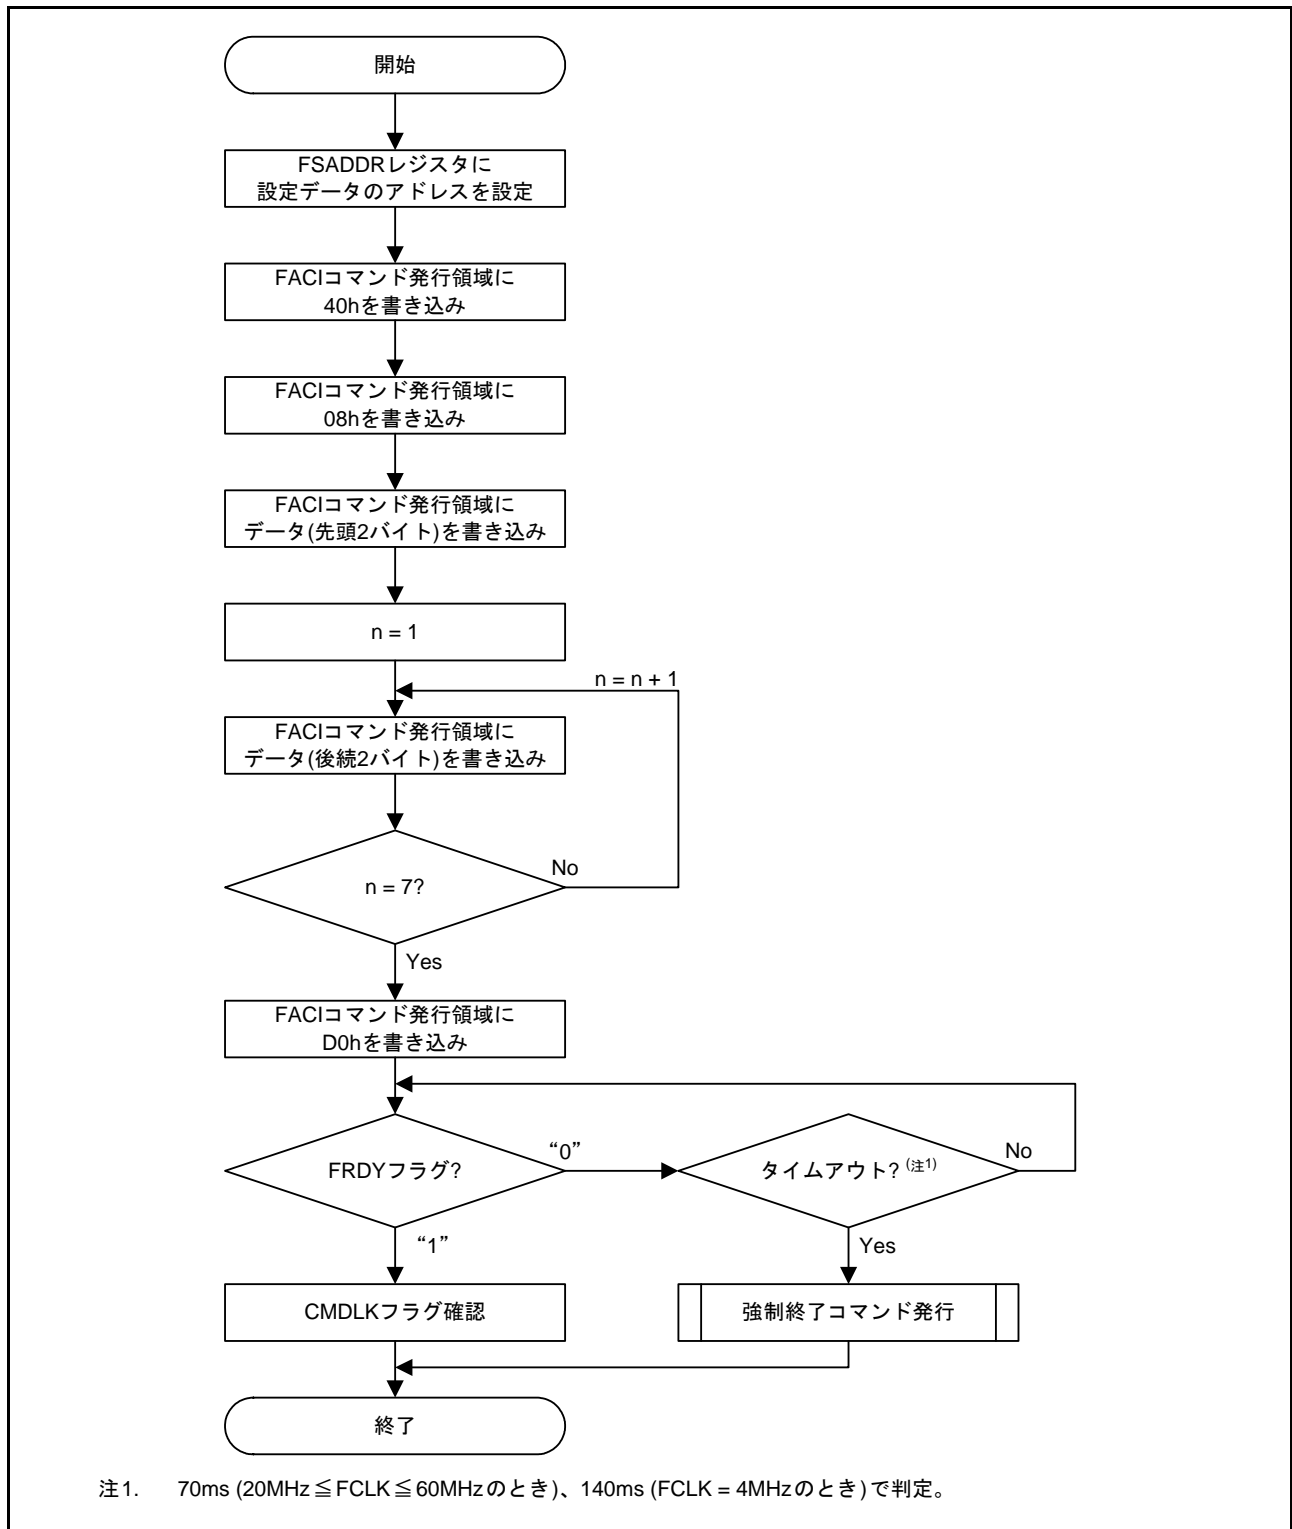 開始
FSADDRレジスタに
設定データのアドレスを設定
FACIコマンド発行領域に
40hを書き込み
FACIコマンド発行領域に
08hを書き込み
FACIコマンド発行領域に
データ(先頭2バイト)を書き込み
n = 1
n = n + 1
FACIコマンド発行領域に
データ(後続2バイト)を書き込み
n = 7?
No
Yes
FACIコマンド発行領域に
D0hを書き込み
FRDYフラグ?
“0”
タイムアウト? (注1)
No
“1”
Yes
CMDLKフラグ確認
強制終了コマンド発行
終了
注1. 70ms (20MHz≦FCLK≦60MHzのとき)、140ms (FCLK = 4MHzのとき)で判定。